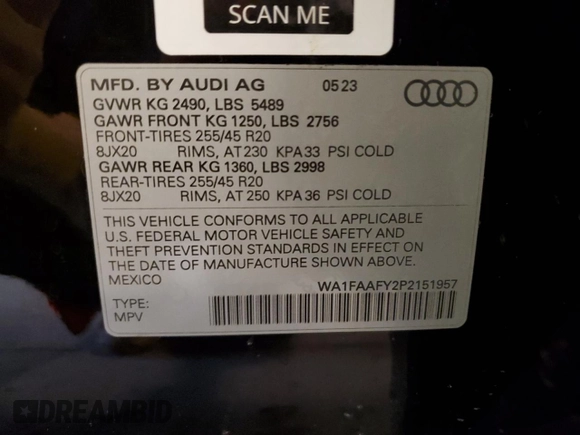 SCAN ME
MFD. BY AUDI AG 05 23
GVWR KG 2490, LBS 5489
GAWR FRONT KG 1250, LBS 2756
FRONT-TIRES 255/45 R20
8JX20 RIMS, AT 230 KPA 33 PSI COLD
GAWR REAR KG 1360, LBS 2998
REAR-TIRES 255/45 R20
8JX20 RIMS, AT 250 KPA 36 PSI COLD
THIS VEHICLE CONFORMS TO ALL APPLICABLE
U.S. FEDERAL MOTOR VEHICLE SAFETY AND
THEFT PREVENTION STANDARDS IN EFFECT ON
THE DATE OF MANUFACTURE SHOWN ABOVE.
MEXICO
WA1FAAFY2P2151957
TYPE:
MPV
DREAMBID